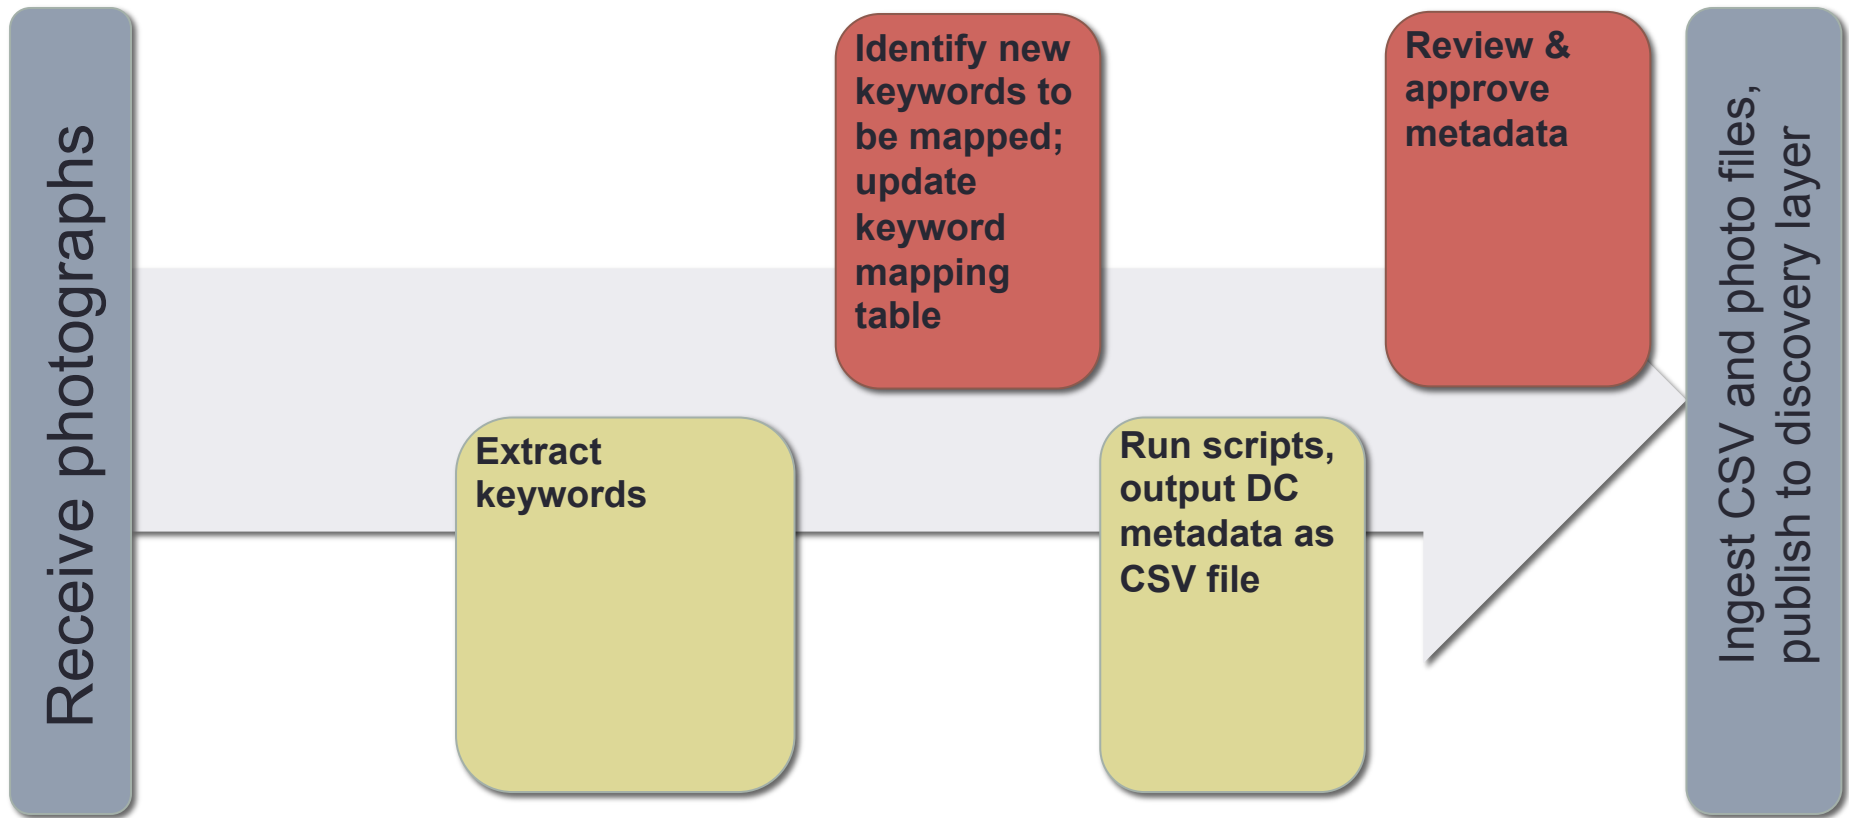 Receive photographs
Extract
keywords
Identify new
keywords to
be mapped;
update
keyword
mapping
table
Run scripts,
output DC
metadata as
CSV file
Review &
approve
metadata
Ingest CSV and photo files,
publish to discovery layer